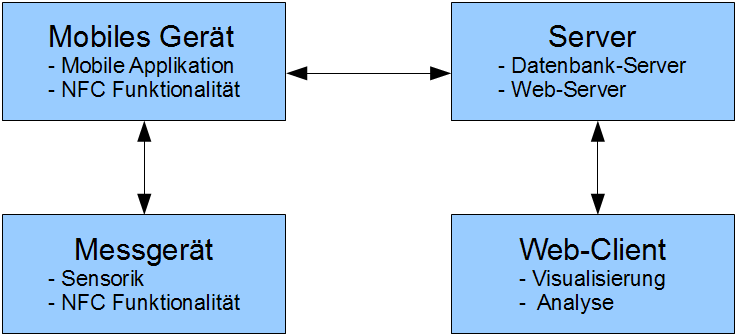 Mobiles Gerät
- Mobile Applikation
- NFC Funktionalität
Server
- Datenbank-Server
- Web-Server
Messgerät
- Sensorik
- NFC Funktionalität
Web-Client
- Visualisierung
- Analyse